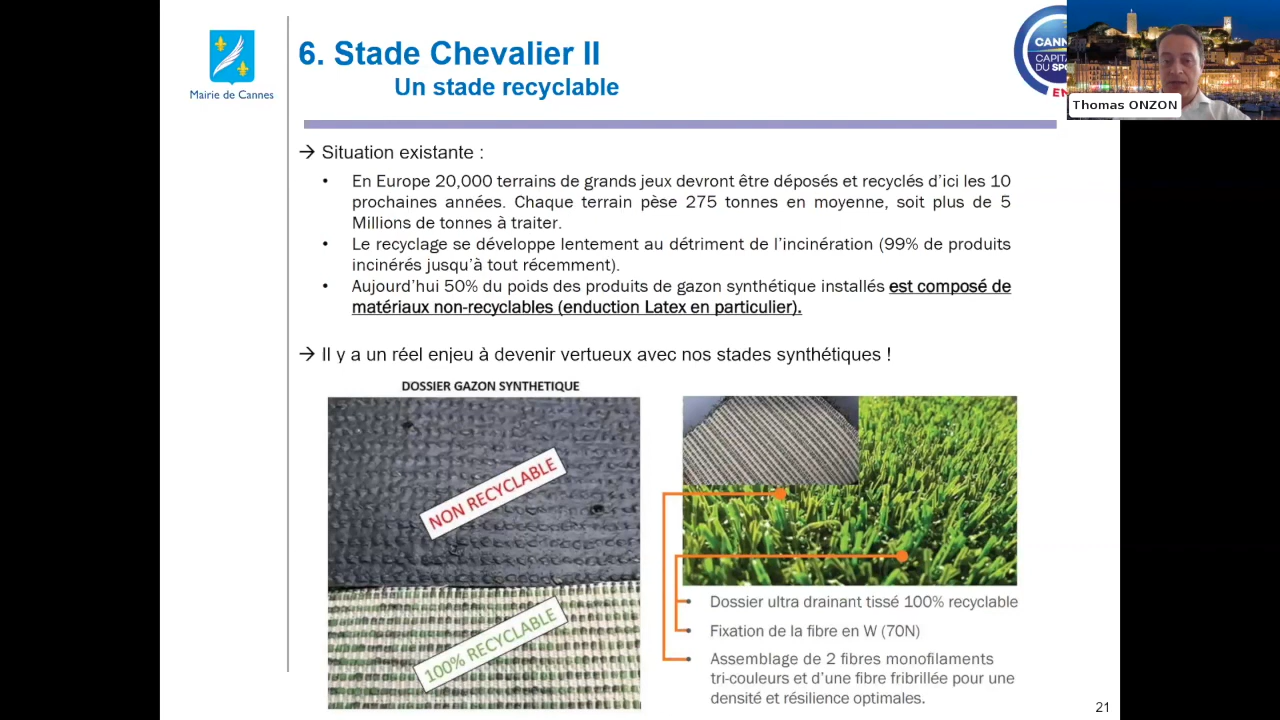 Mairie de Cannes
6. Stade Chevalier II
Un stade recyclable
CANN
CAPITA
DU SPO
EN
Thomas ONZON
→ Situation existante :
• En Europe 20,000 terrains de grands jeux devront être déposés et recyclés d'ici les 10
prochaines années. Chaque terrain pèse 275 tonnes en moyenne, soit plus de 5
Millions de tonnes à traiter.
• Le recyclage se développe lentement au détriment de l'incinération (99% de produits
incinérés jusqu'à tout récemment).
• Aujourd'hui 50% du poids des produits de gazon synthétique installés est composé de
matériaux non-recyclables (enduction Latex en particulier).
→ Il y a un réel enjeu à devenir vertueux avec nos stades synthétiques !
DOSSIER GAZON SYNTHETIQUE
NON RECYCLABLE
100% RECYCLABLE
• Dossier ultra drainant tissé 100% recyclable
• Fixation de la fibre en W (70N)
• Assemblage de 2 fibres monofilaments
tri-couleurs et d'une fibre fribrillée pour une
densité et résilience optimales.
21